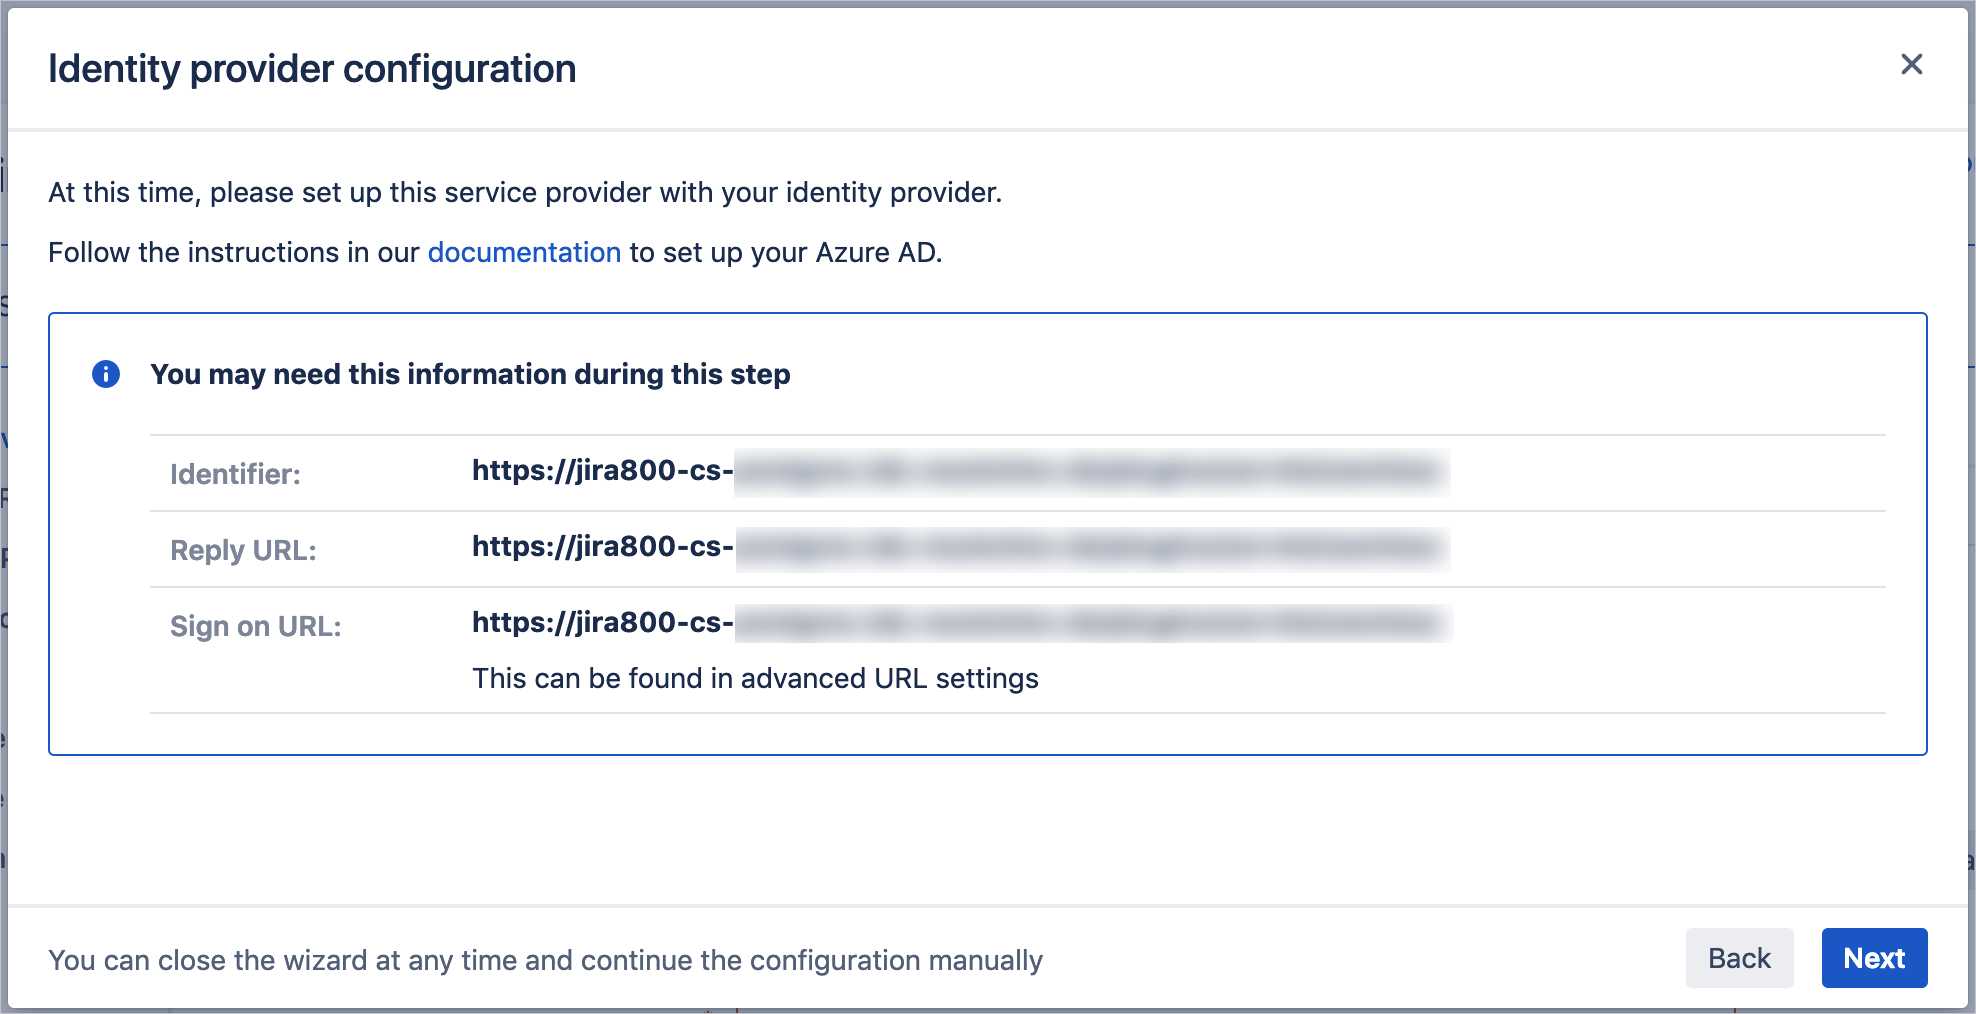 Identity provider configuration
At this time, please set up this service provider with your identity provider.
Follow the instructions in our documentation to set up your Azure AD.
You may need this information during this step
Identifier: https://jira800-cs-
Reply URL: https://jira800-cs-
Sign on URL: https://jira800-cs-
This can be found in advanced URL settings
You can close the wizard at any time and continue the configuration manually
Back Next